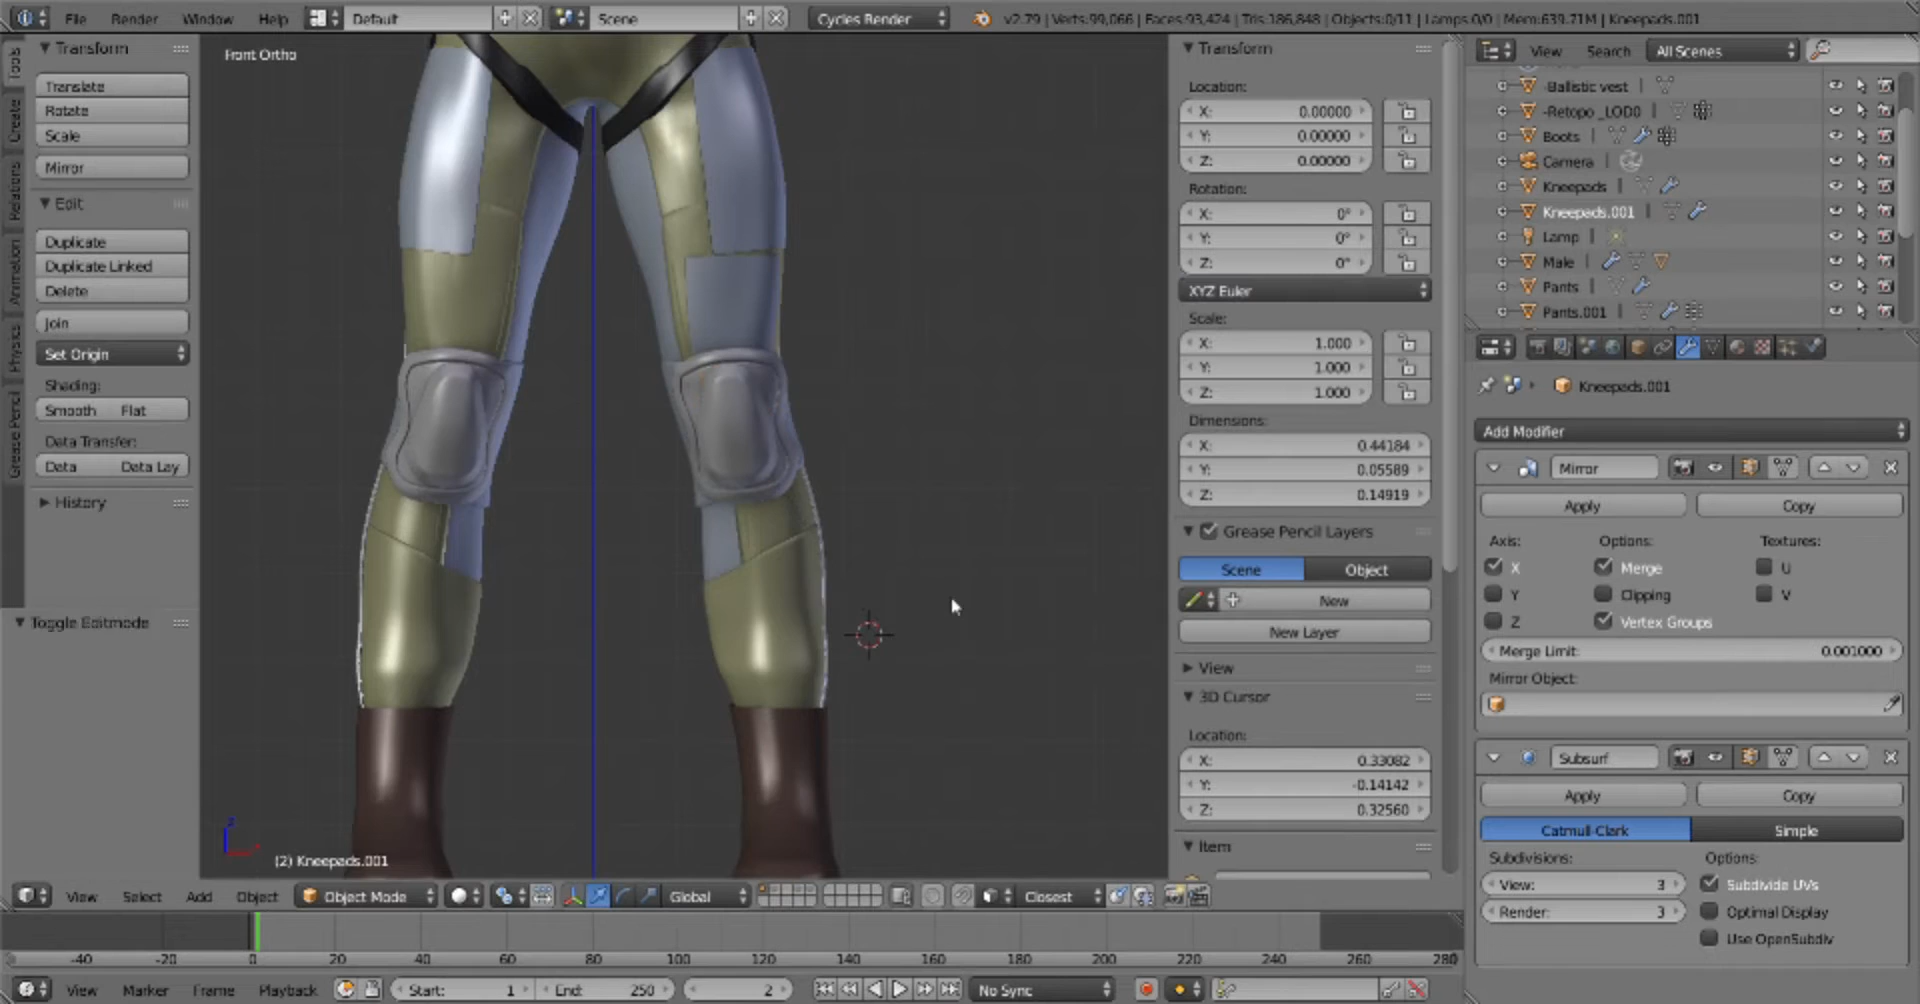 File Render Window Help Default Scene Cycles Render v2.79 | Verts:99,066 | Faces:93,424 | Tris:186,848 | Objects:0/11 | Lamps:0/0 | Mem:639.71M | Kneepads.001
Tools
Create
Relations
Animation
Physics
Grease Pencil
Transform
Translate
Rotate
Scale
Mirror
Edit
Duplicate
Duplicate Linked
Delete
Join
Set Origin
Shading:
Smooth Flat
Data Transfer:
Data Data Lay
History
Toggle Editmode
Front Ortho
z
(2) Kneepads.001
Transform
Location:
X: 0.00000
Y: 0.00000
Z: 0.00000
Rotation:
X: 0°
Y: 0°
Z: 0°
XYZ Euler
Scale:
X: 1.000
Y: 1.000
Z: 1.000
Dimensions:
X: 0.44184
Y: 0.05589
Z: 0.14919
Grease Pencil Layers
Scene Object
New
New Layer
View
3D Cursor
Location:
X: 0.33082
Y: -0.14142
Z: 0.32560
Item
View Search All Scenes
-Ballistic vest
-Retopo _LOD0
Boots
Camera
Kneepads
Kneepads.001
Lamp
Male
Pants
Pants.001
Kneepads.001
Add Modifier
Mirror
Apply Copy
Axis: Options: Textures:
X Merge U
Y Clipping V
Z Vertex Groups
Merge Limit: 0.001000
Mirror Object:
Subsurf
Apply Copy
Catmull-Clark Simple
Subdivisions: Options:
View: 3 Subdivide UVs
Render: 3 Optimal Display
Use OpenSubdiv
View Select Add Object Object Mode Global Closest
-40 -20 0 20 40 60 80 100 120 140 160 180 200 220 240 260 280
View Marker Frame Playback Start: 1 End: 250 2 No Sync